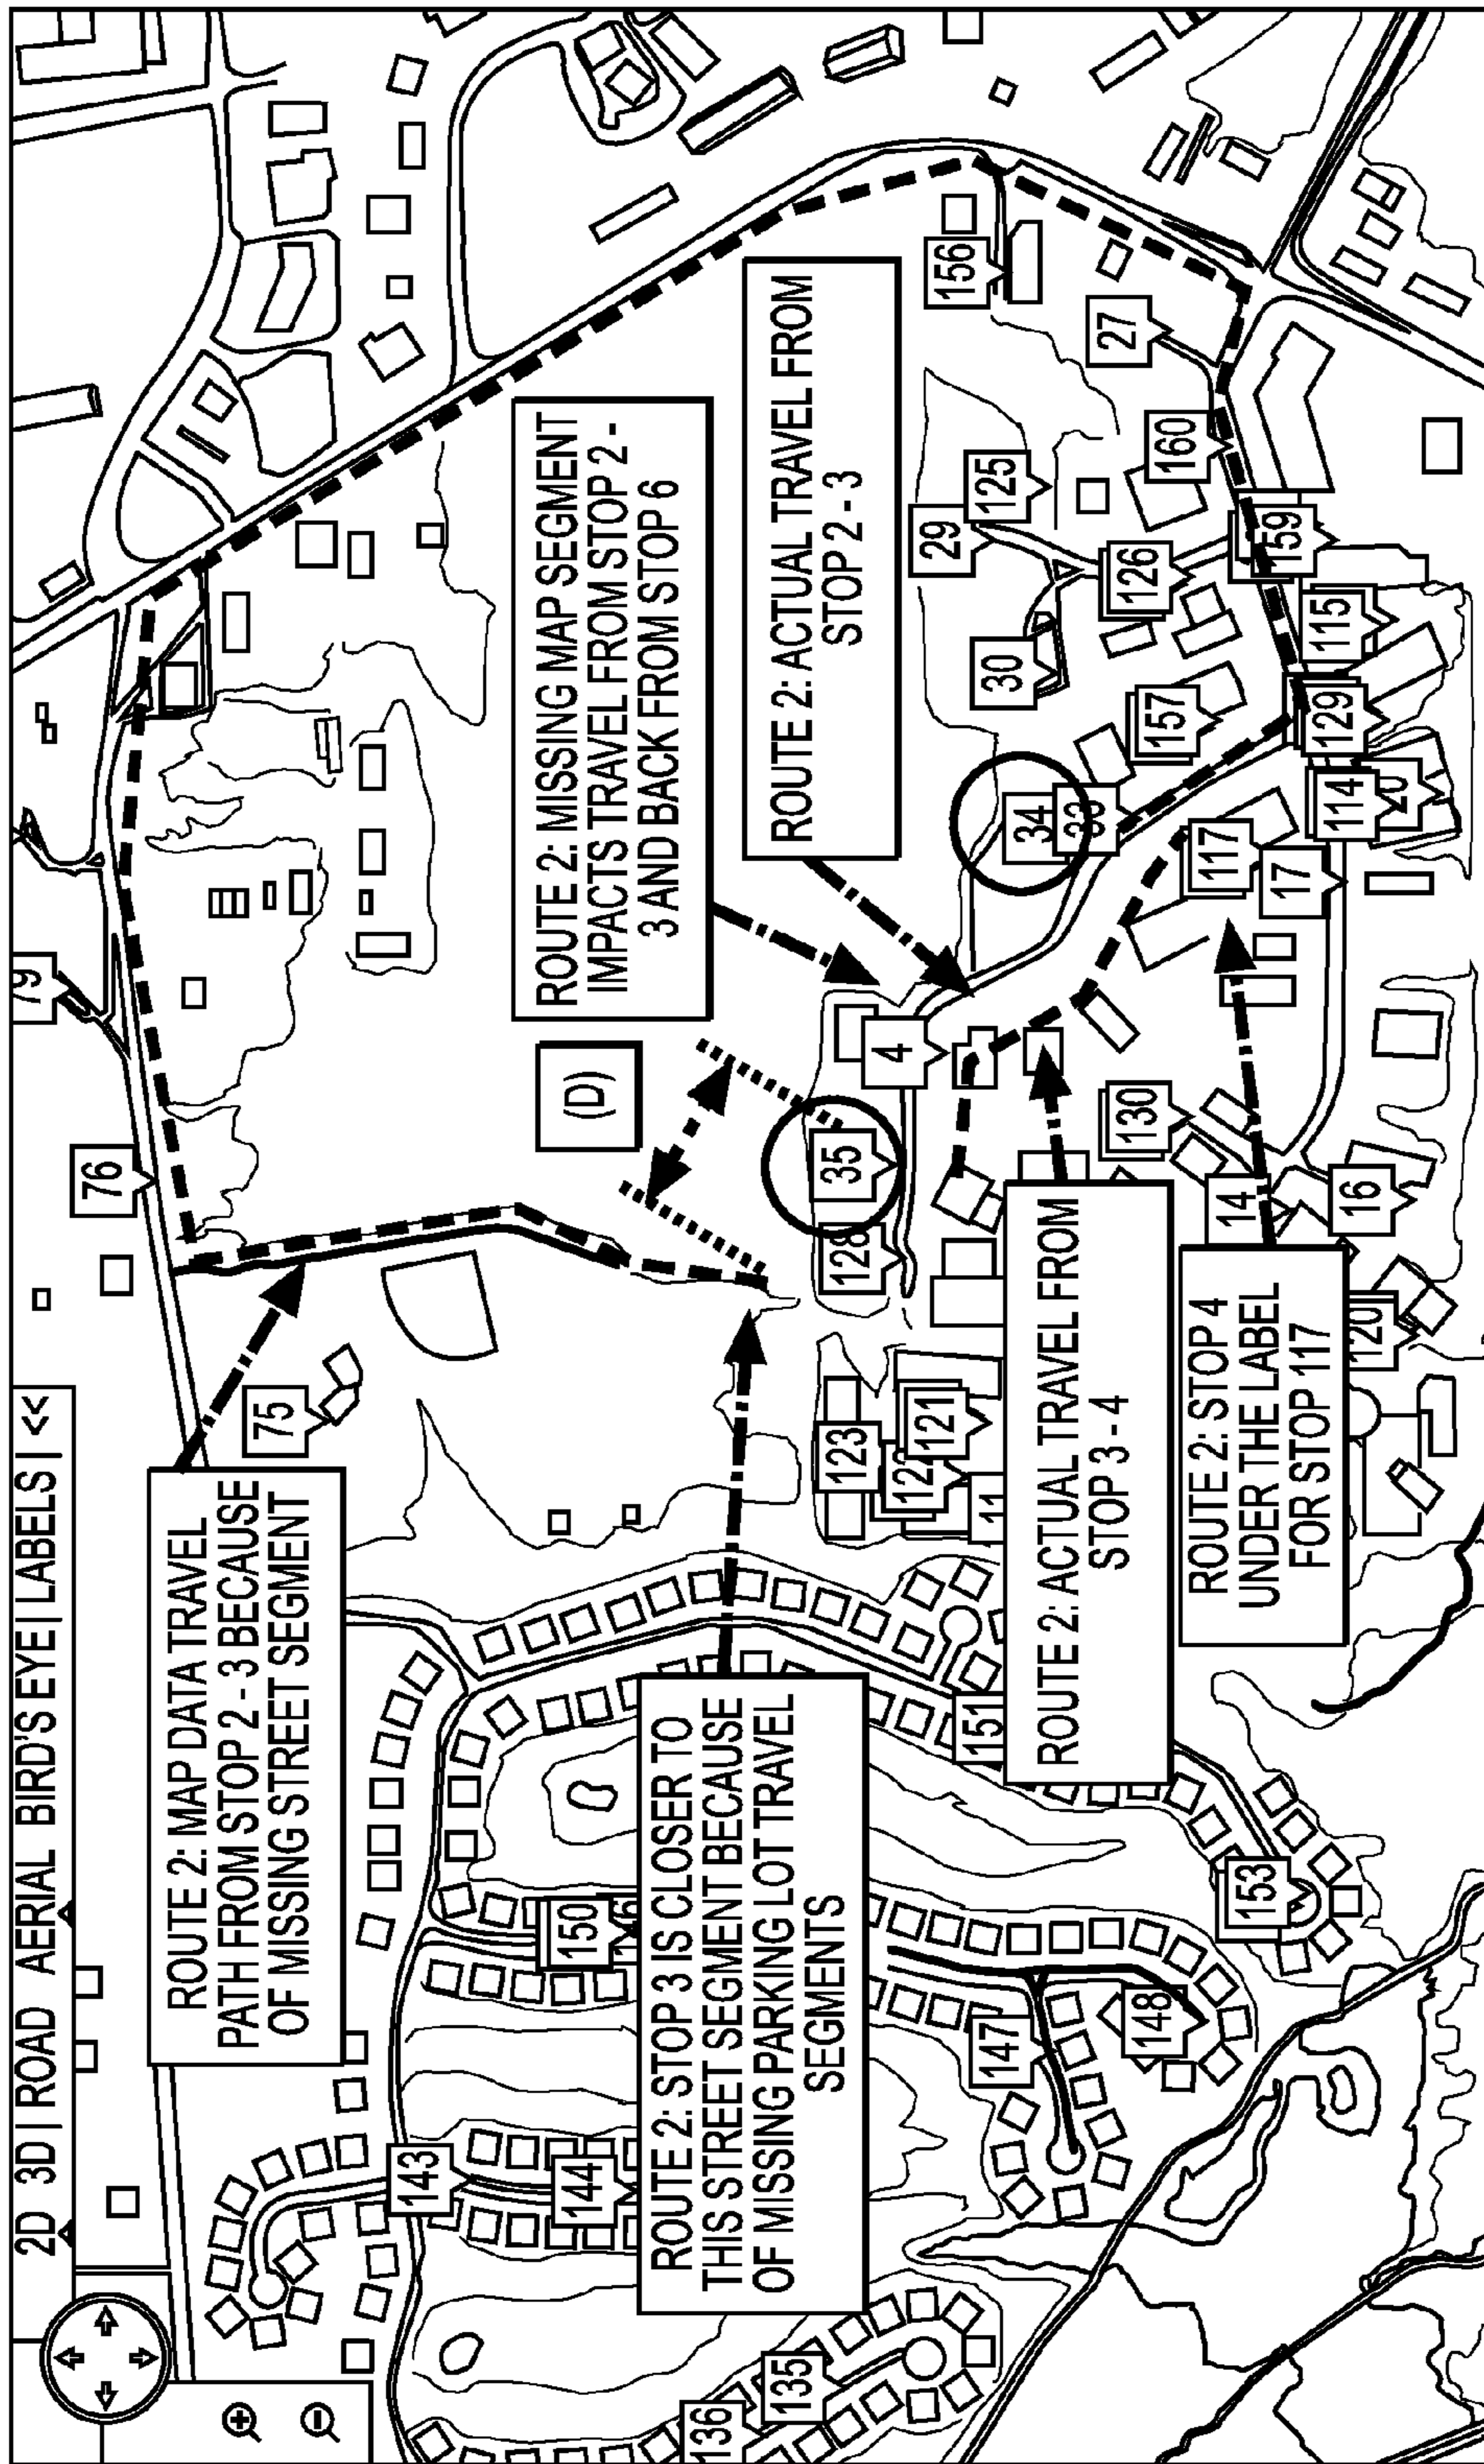 2D 3D | ROAD AERIAL BIRD'S EYE | LABELS | <<
79
76
75
ROUTE 2: MAP DATA TRAVEL
PATH FROM STOP 2 - 3 BECAUSE
OF MISSING STREET SEGMENT
143
144
150
146
(D)
ROUTE 2: MISSING MAP SEGMENT
IMPACTS TRAVEL FROM STOP 2 -
3 AND BACK FROM STOP 6
ROUTE 2: STOP 3 IS CLOSER TO
THIS STREET SEGMENT BECAUSE
OF MISSING PARKING LOT TRAVEL
SEGMENTS
ROUTE 2: ACTUAL TRAVEL FROM
STOP 2 - 3
136
135
123
121
128
35
4
29
156
151
147
11
34
33
30
125
ROUTE 2: ACTUAL TRAVEL FROM
STOP 3 - 4
148
130
157
126
27
160
ROUTE 2: STOP 4
UNDER THE LABEL
FOR STOP 117
153
14
117
17
159
16
120
114
129
115
20